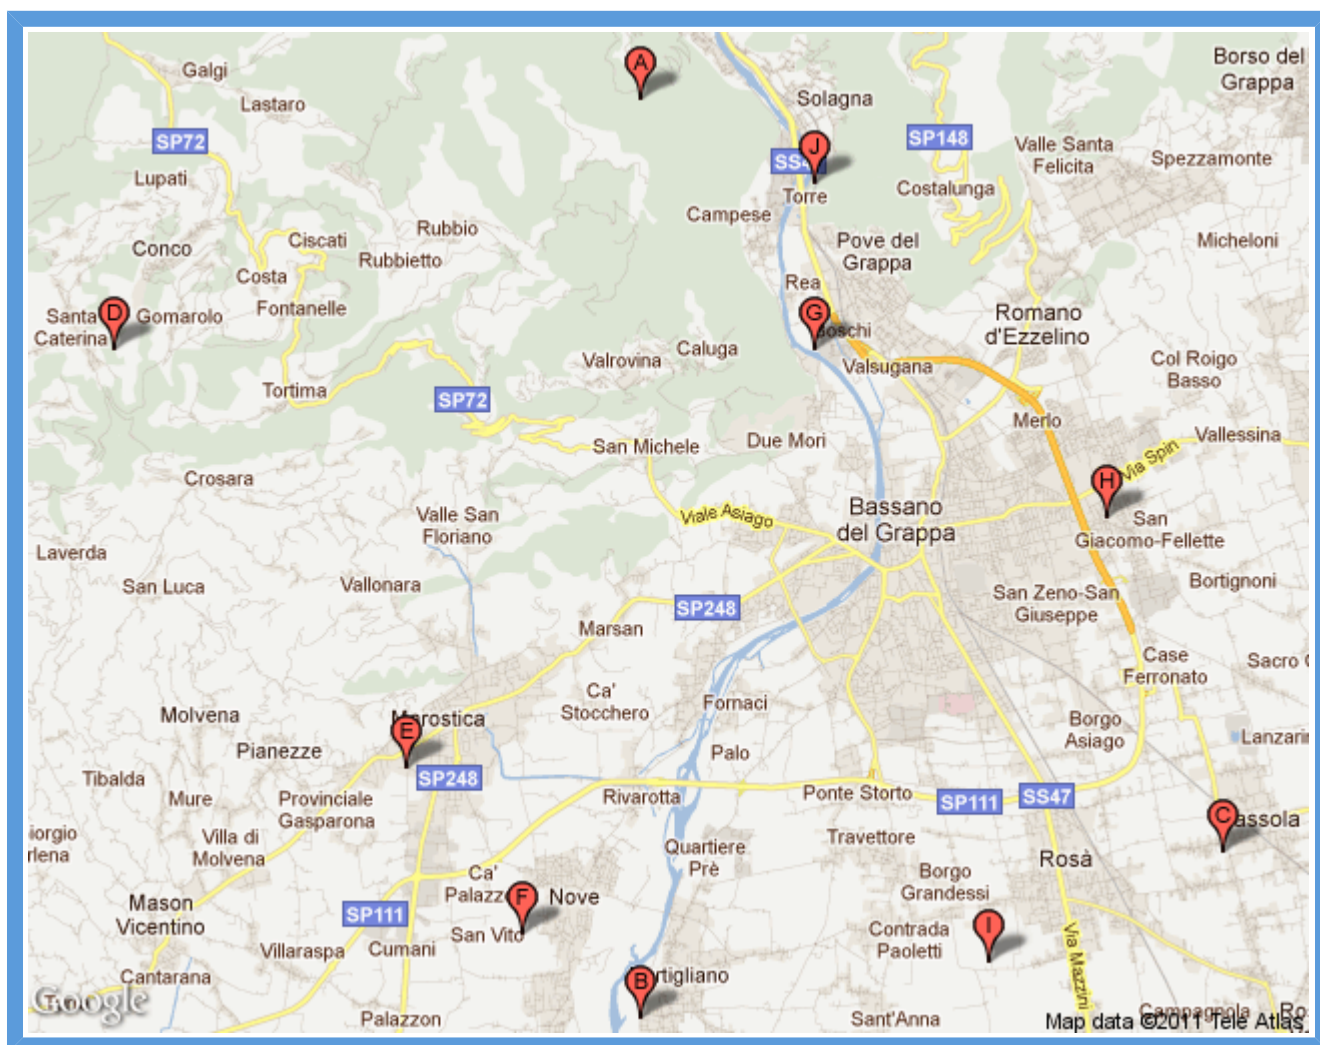 Galgi
Lastaro
A
Solagna
Borso del
Grappa
SP72
SP148
J
Torre
Lupati
Valle Santa
Felicita
Spezzamonte
Costalunga
Campese
Rubbio
Conco
Ciscati
Rubbietto
Costa
Pove del
Grappa
Micheloni
Rea
Santa
Caterina
D
Gomarolo
Fontanelle
G
Romano
d'Ezzelino
Valrovina
Caluga
Valsugana
Col Roigo
Basso
Tortima
SP72
Merlo
San Michele
Due Mori
Vallessina
Via Spin
Crosara
H
Valle San
Floriano
Viale Asiago
Bassano
del Grappa
San
Giacomo-Fellette
Laverda
San Luca
Vallonara
Bortignoni
San Zeno-San
Giuseppe
SP248
Marsan
Case
Ferronato
Sacro
Ca'
Stocchero
Fornaci
Molvena
Marostica
E
Borgo
Asiago
Pianezze
Palo
Tibalda
SP248
Mure
Provinciale
Gasparona
Rivarotta
Ponte Storto
SP111
SS47
C
Villa di
Molvena
Travettore
Quartiere
Prè
Rosà
Ca'
F
Nove
Borgo
Grandessi
Mason
Vicentino
SP111
San Vito
Contrada
Paoletti
I
Villaraspa
Cumani
Via Mazzini
Cantarana
B
Google
Palazzon
Sant'Anna
Campagnola
Map data ©2011 Tele Atlas